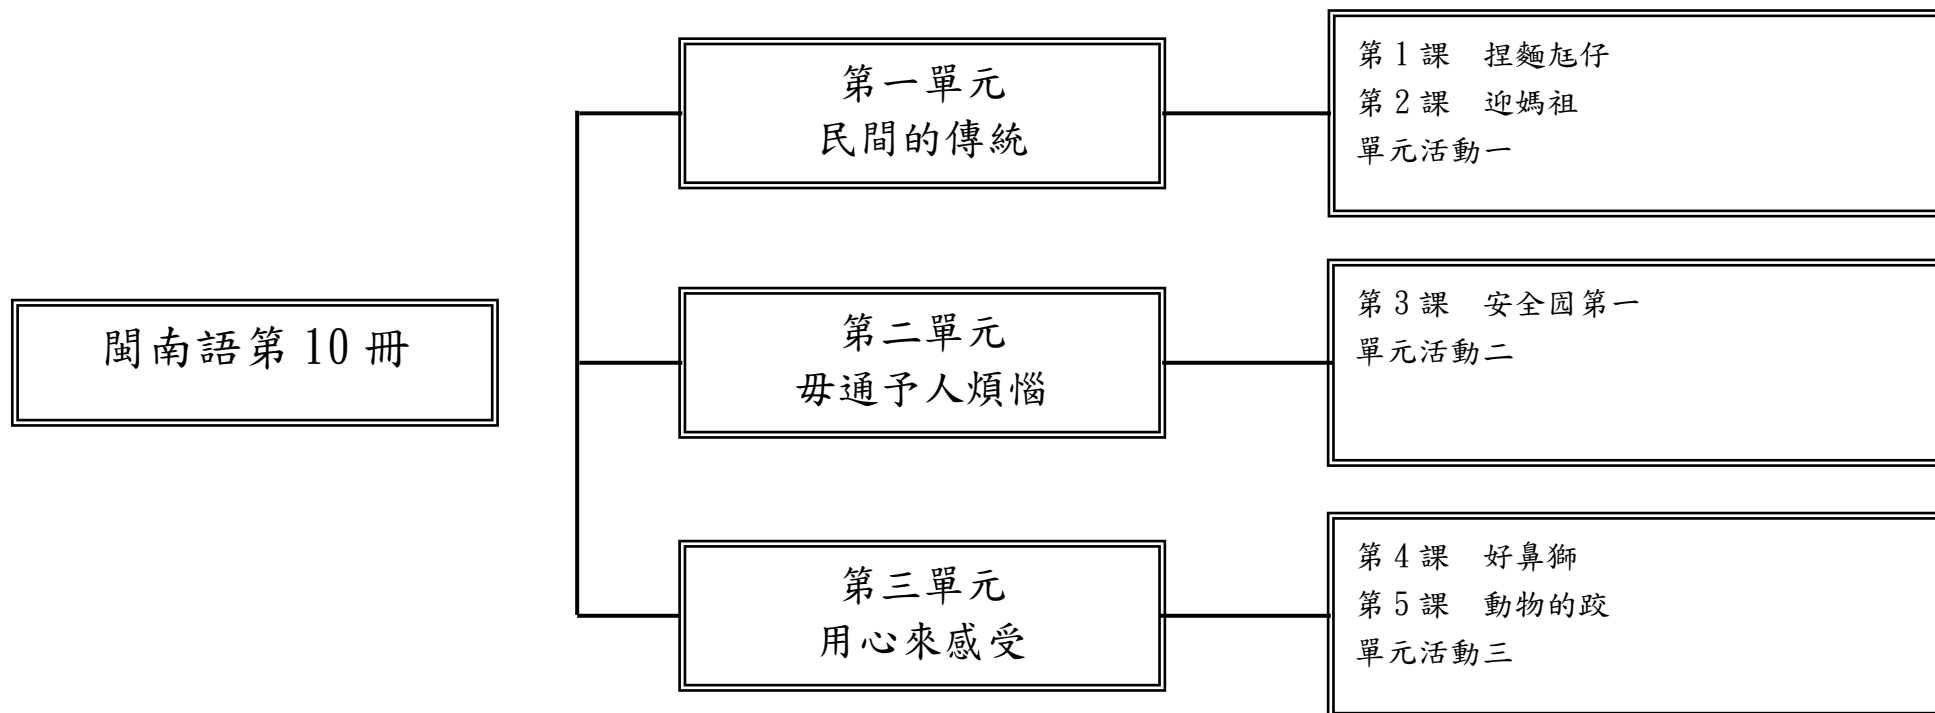 閩南語第 10 冊
第一單元
民間的傳統
第 1 課　捏麵尪仔
第 2 課　迎媽祖
單元活動一
第二單元
毋通予人煩惱
第 3 課　安全囥第一
單元活動二
第三單元
用心來感受
第 4 課　好鼻獅
第 5 課　動物的跤
單元活動三